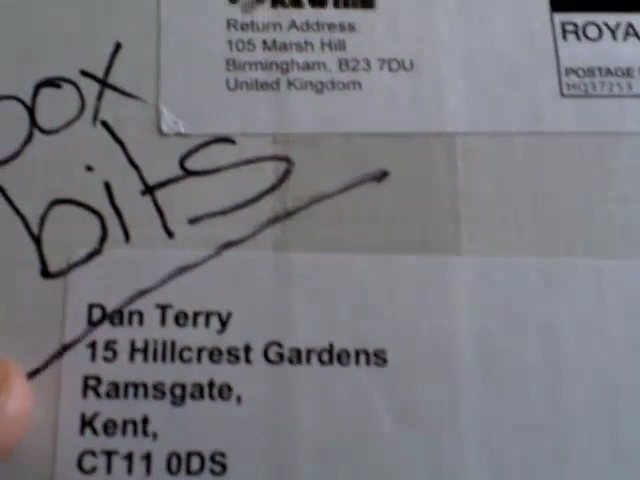 Return Address
105 Marsh Hill
Birmingham, B23 7DU
United Kingdom
ROYA
POSTAGE
HQ37253
box
bits
Dan Terry
15 Hillcrest Gardens
Ramsgate,
Kent,
CT11 0DS